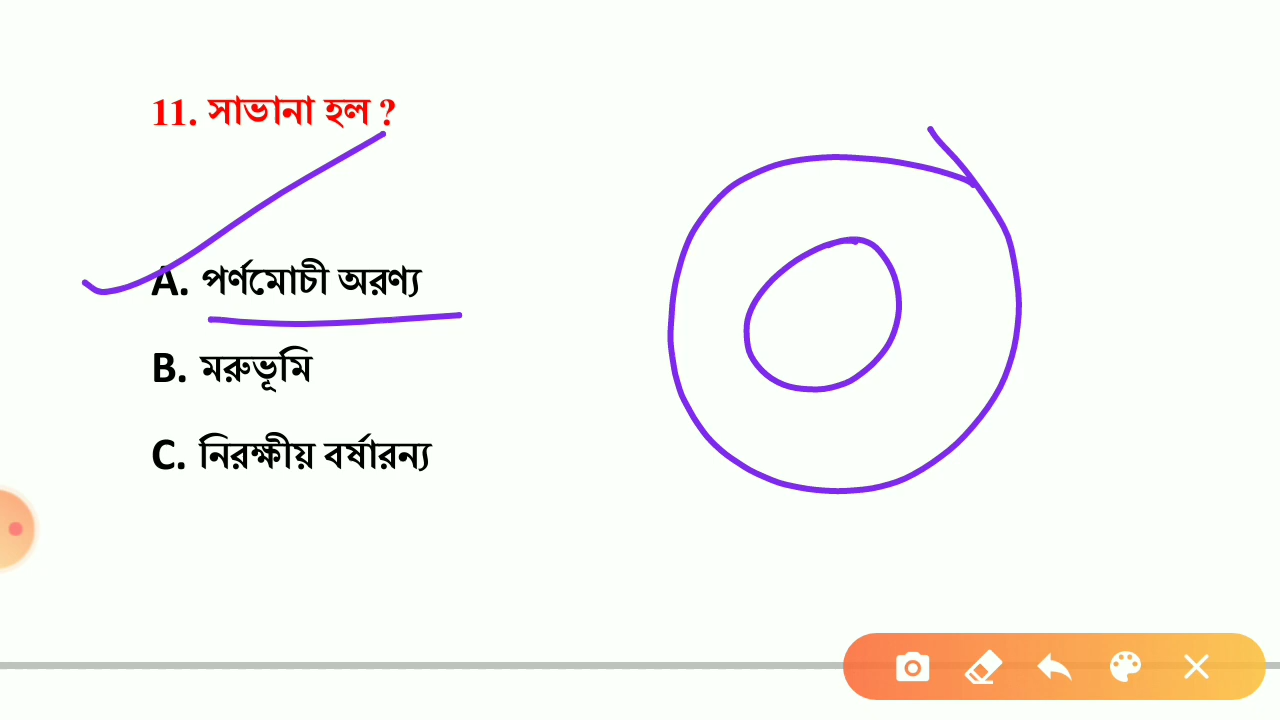 11. সাভানা হল ?
A. পর্ণমোচী অরণ্য
B. মরুভূমি
C. নিরক্ষীয় বর্ষারন্য